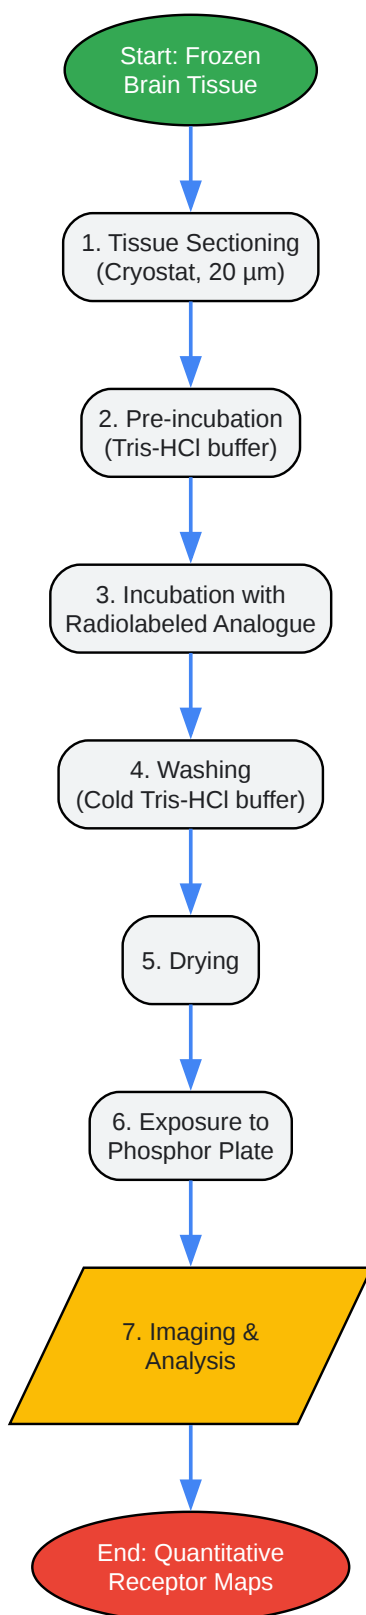 Start: Frozen
Brain Tissue
1. Tissue Sectioning
(Cryostat, 20 µm)
2. Pre-incubation
(Tris-HCl buffer)
3. Incubation with
Radiolabeled Analogue
4. Washing
(Cold Tris-HCl buffer)
5. Drying
6. Exposure to
Phosphor Plate
7. Imaging &
Analysis
End: Quantitative
Receptor Maps